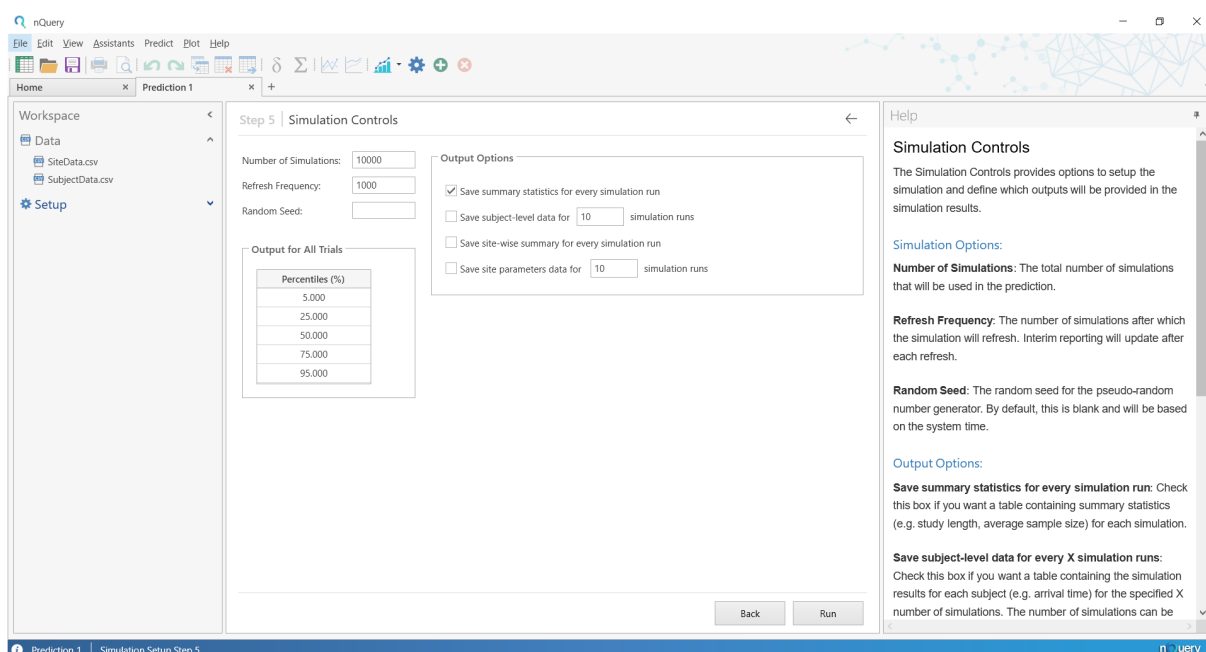 nQuery
File Edit View Assistants Predict Plot Help
Home × Prediction 1 × +
Workspace
Data
SiteData.csv
SubjectData.csv
Setup
Step 5 | Simulation Controls
Number of Simulations: 10000
Refresh Frequency: 1000
Random Seed:
Output for All Trials
Percentiles (%)
5.000
25.000
50.000
75.000
95.000
Output Options
Save summary statistics for every simulation run
Save subject-level data for 10 simulation runs
Save site-wise summary for every simulation run
Save site parameters data for 10 simulation runs
Back Run
Help
Simulation Controls
The Simulation Controls provides options to setup the
simulation and define which outputs will be provided in the
simulation results.
Simulation Options:
Number of Simulations: The total number of simulations
that will be used in the prediction.
Refresh Frequency: The number of simulations after which
the simulation will refresh. Interim reporting will update after
each refresh.
Random Seed: The random seed for the pseudo-random
number generator. By default, this is blank and will be based
on the system time.
Output Options:
Save summary statistics for every simulation run: Check
this box if you want a table containing summary statistics
(e.g. study length, average sample size) for each simulation.
Save subject-level data for every X simulation runs:
Check this box if you want a table containing the simulation
results for each subject (e.g. arrival time) for the specified X
number of simulations. The number of simulations can be
Prediction 1 | Simulation Setup Step 5
nQuery